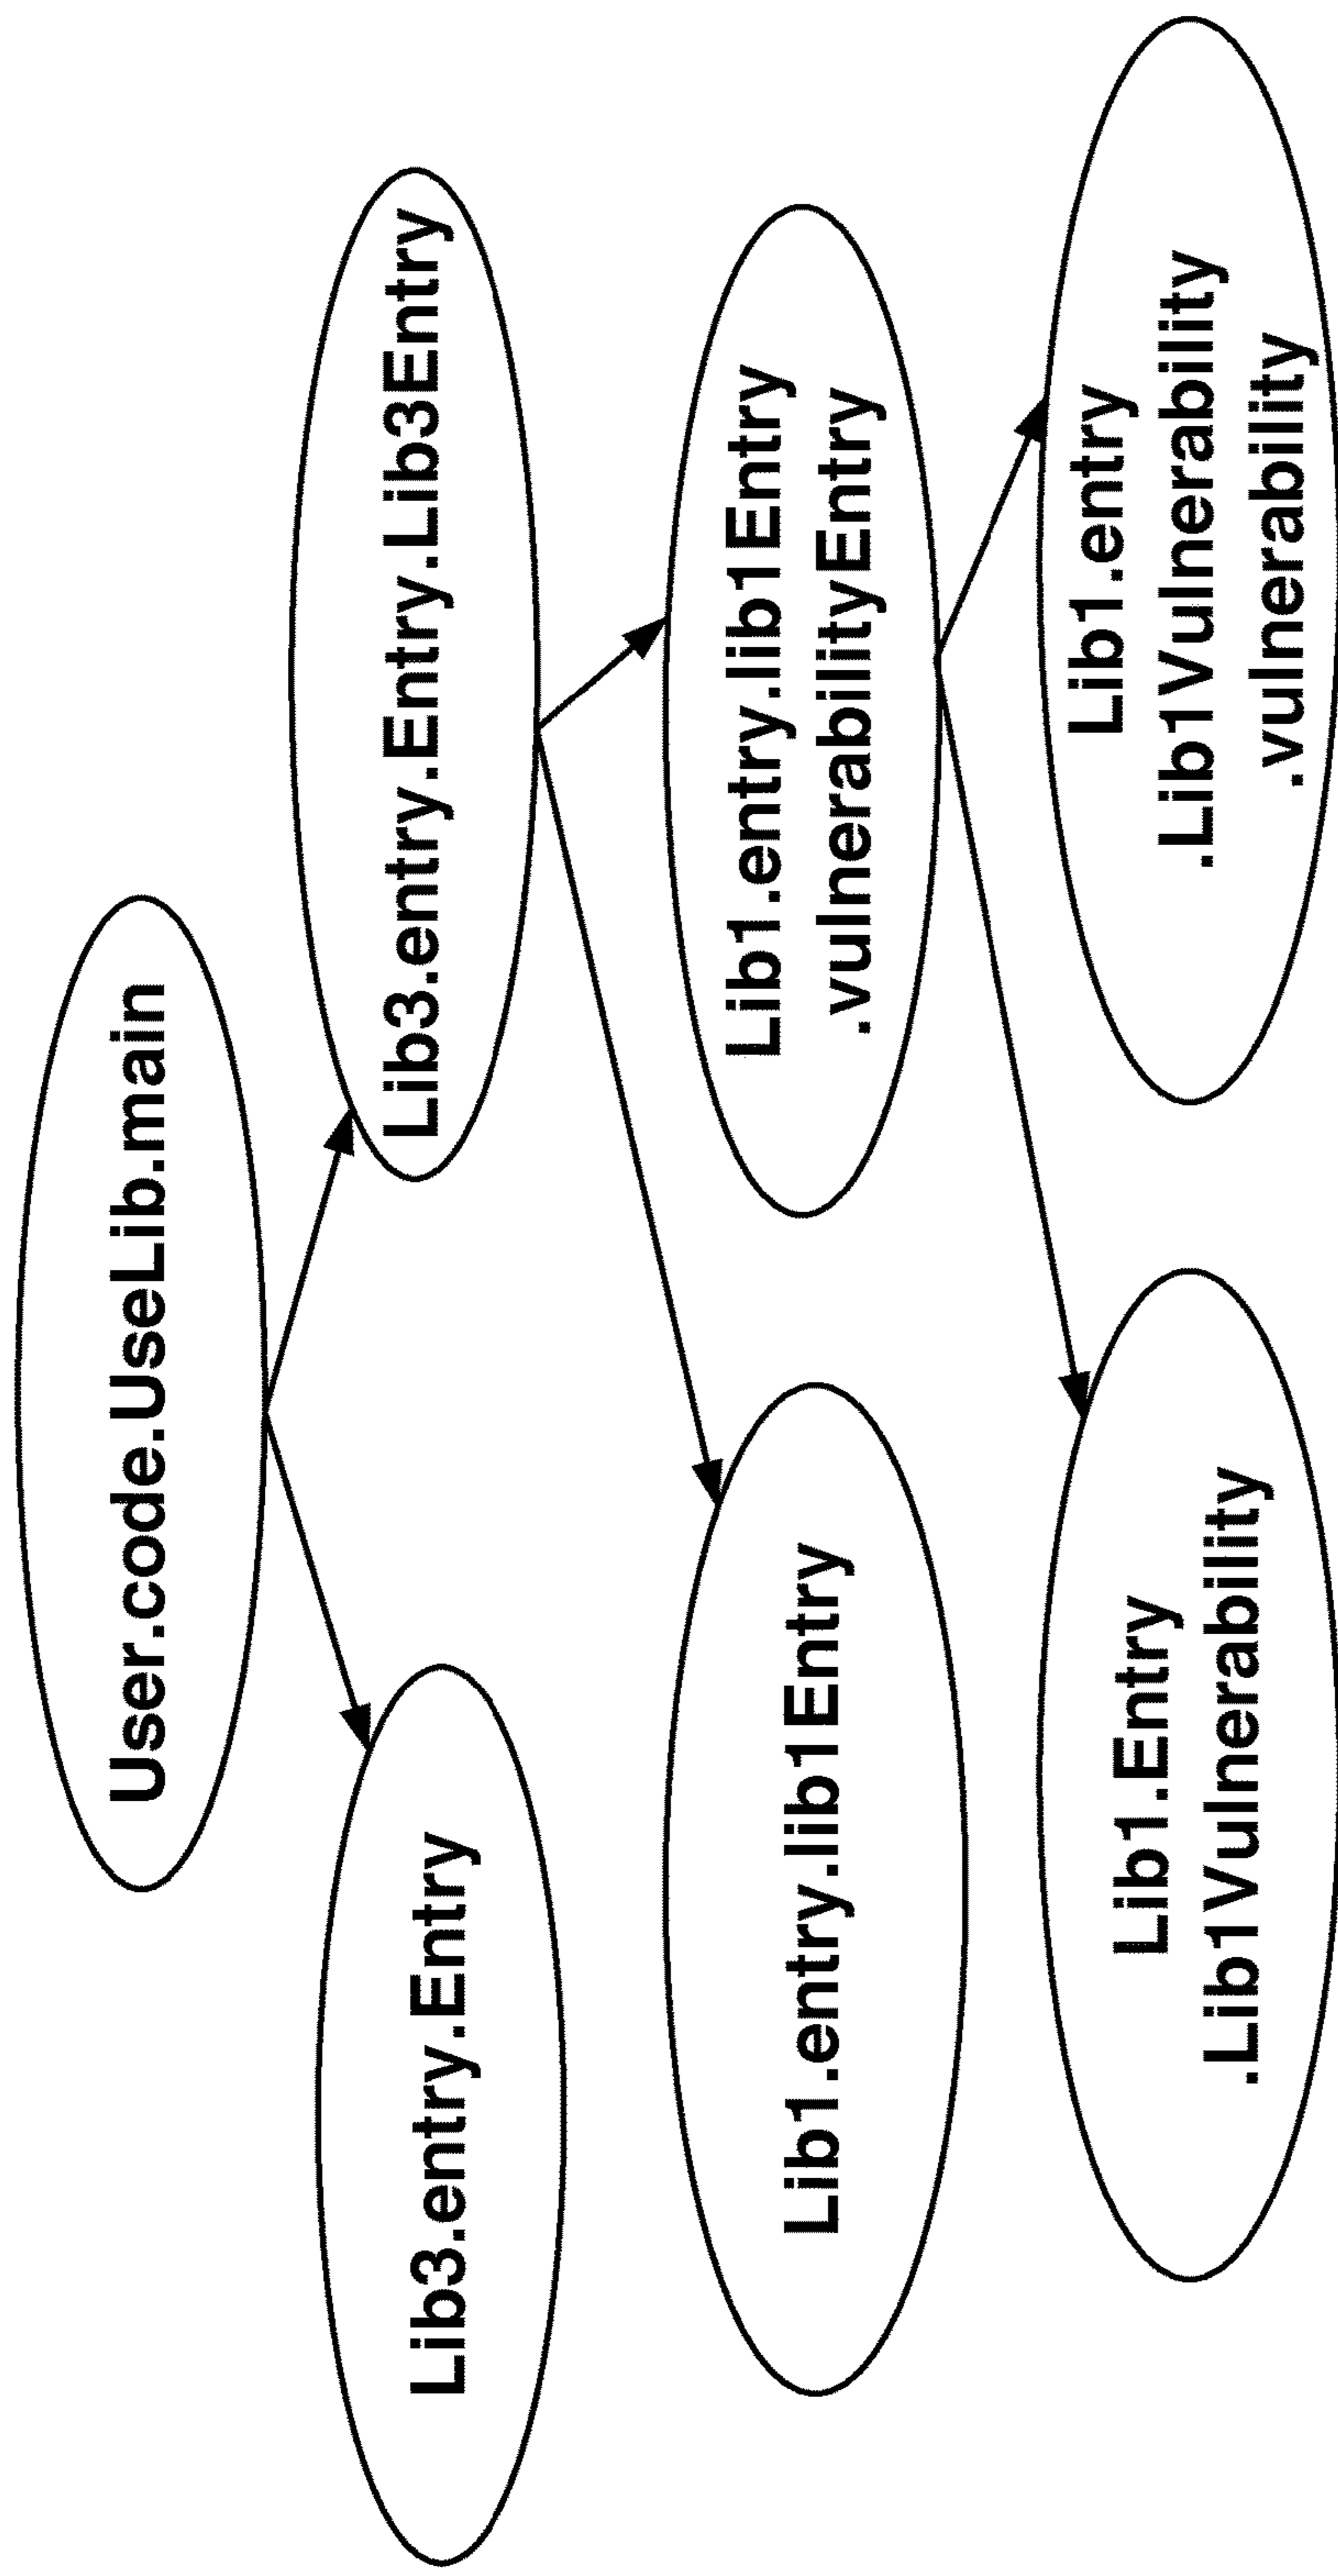 User.code.UseLib.main
Lib3.entry.Entry
Lib3.entry.Entry.Lib3Entry
Lib1.entry.lib1Entry
Lib1.entry.lib1Entry
.vulnerabilityEntry
Lib1.Entry
.Lib1Vulnerability
Lib1.entry
.Lib1Vulnerability
.vulnerability